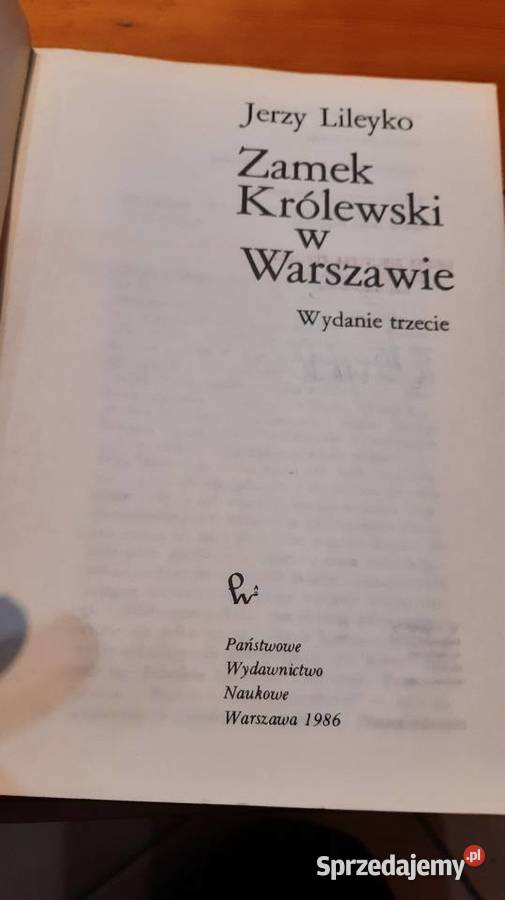 Jerzy Lileyko
Zamek
Królewski
w
Warszawie
Wydanie trzecie
Państwowe
Wydawnictwo
Naukowe
Warszawa 1986
Sprzedajemy.pl